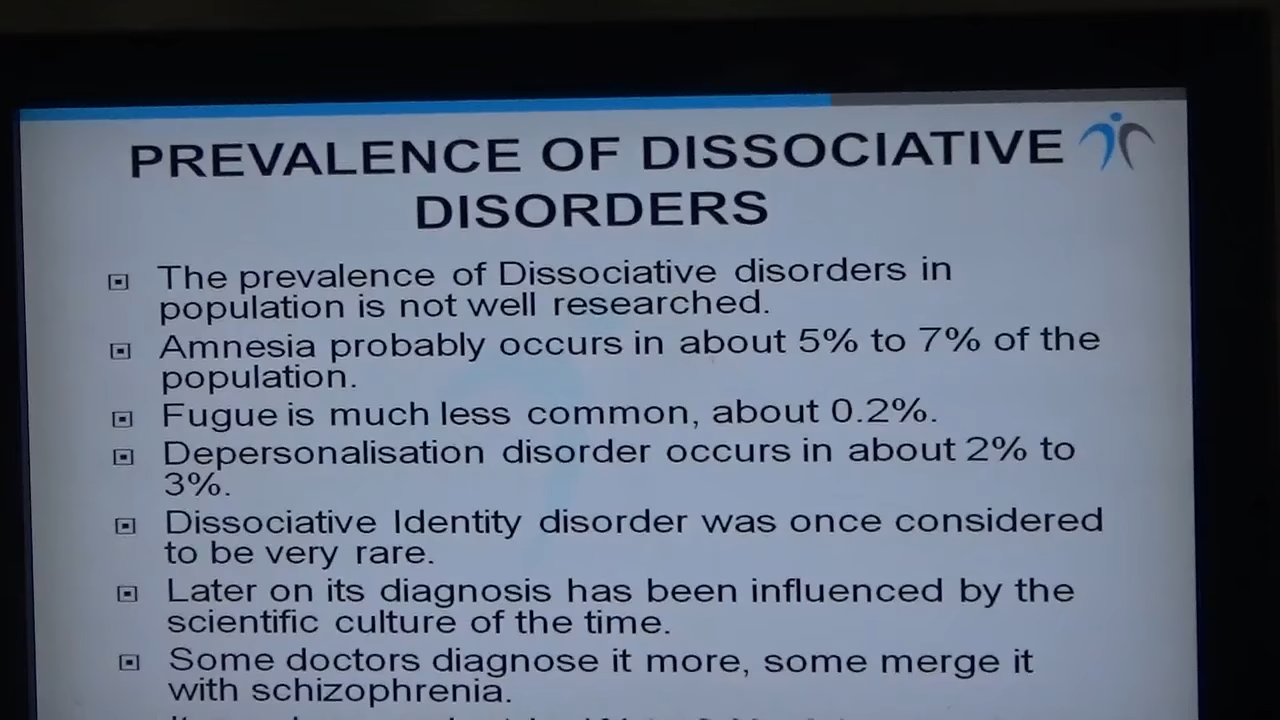 PREVALENCE OF DISSOCIATIVE
DISORDERS
The prevalence of Dissociative disorders in
population is not well researched.
Amnesia probably occurs in about 5% to 7% of the
population.
Fugue is much less common, about 0.2%.
Depersonalisation disorder occurs in about 2% to
3%.
Dissociative Identity disorder was once considered
to be very rare.
Later on its diagnosis has been influenced by the
scientific culture of the time.
Some doctors diagnose it more, some merge it
with schizophrenia.